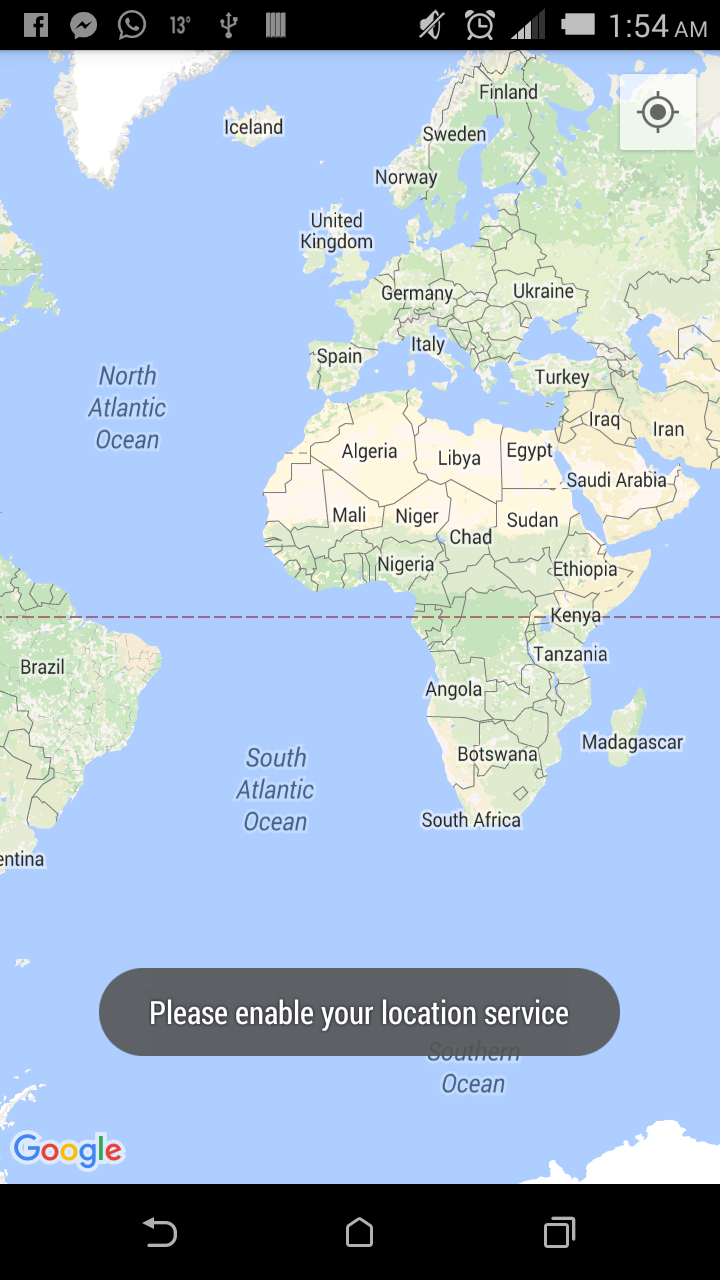 13°
1:54 AM
Finland
Iceland
Sweden
Norway
United
Kingdom
Germany
Ukraine
Italy
Spain
North
Atlantic
Ocean
Turkey
Iraq
Iran
Algeria
Libya
Egypt
Saudi Arabia
Mali
Niger
Sudan
Chad
Nigeria
Ethiopia
Kenya
Brazil
Tanzania
Angola
Madagascar
South
Atlantic
Ocean
Botswana
South Africa
entina
Please enable your location service
Southern
Ocean
Google